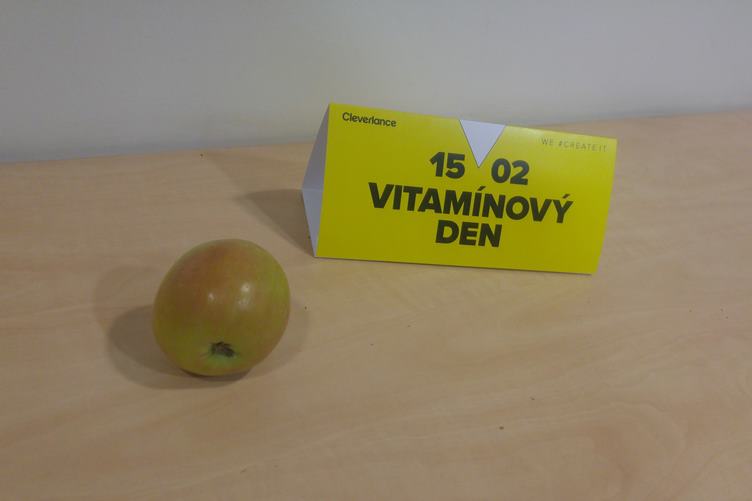 Cleverlance
WE #CREATE IT
15 02
VITAMÍNOVÝ
DEN